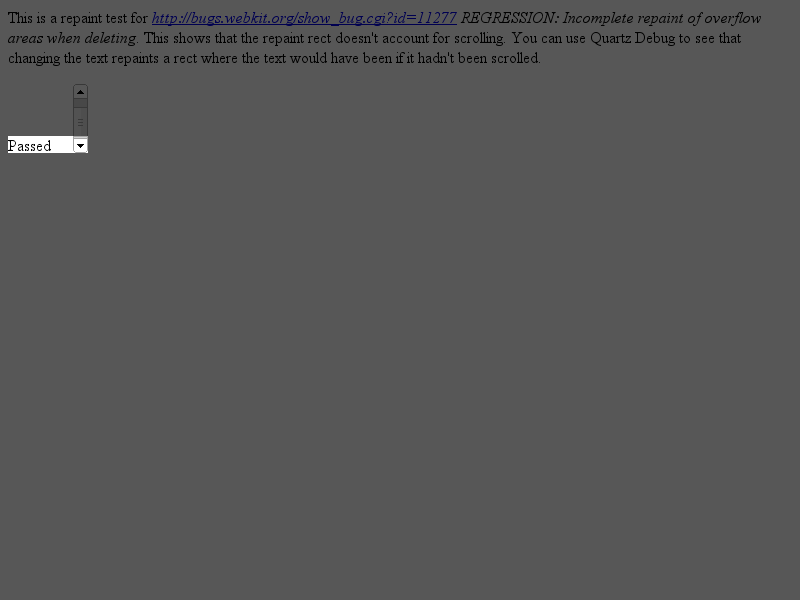 This is a repaint test for http://bugs.webkit.org/show_bug.cgi?id=11277 REGRESSION: Incomplete repaint of overflow
areas when deleting. This shows that the repaint rect doesn't account for scrolling. You can use Quartz Debug to see that
changing the text repaints a rect where the text would have been if it hadn't been scrolled.
Passed